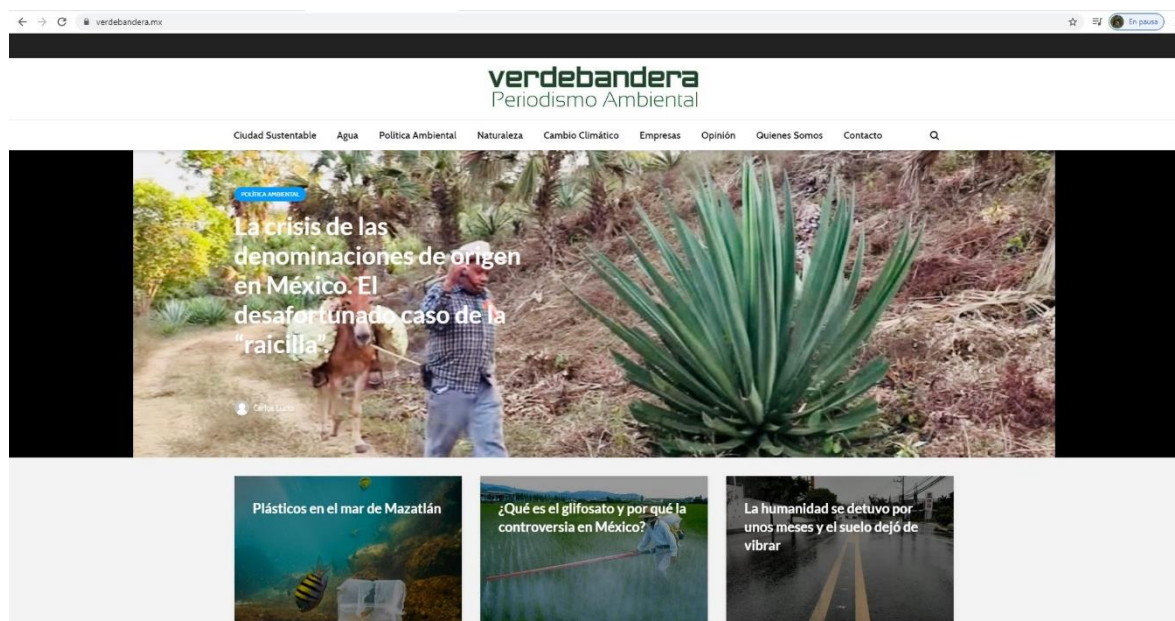 verdebandera.mx
En pausa
verdebandera
Periodismo Ambiental
Ciudad Sustentable Agua Política Ambiental Naturaleza Cambio Climático Empresas Opinión Quienes Somos Contacto
POLÍTICA AMBIENTAL
La crisis de las
denominaciones de origen
en México. El
desafortunado caso de la
“raicilla”
Carlos Lucio
Plásticos en el mar de Mazatlán
¿Qué es el glifosato y por qué la
controversia en México?
La humanidad se detuvo por
unos meses y el suelo dejó de
vibrar